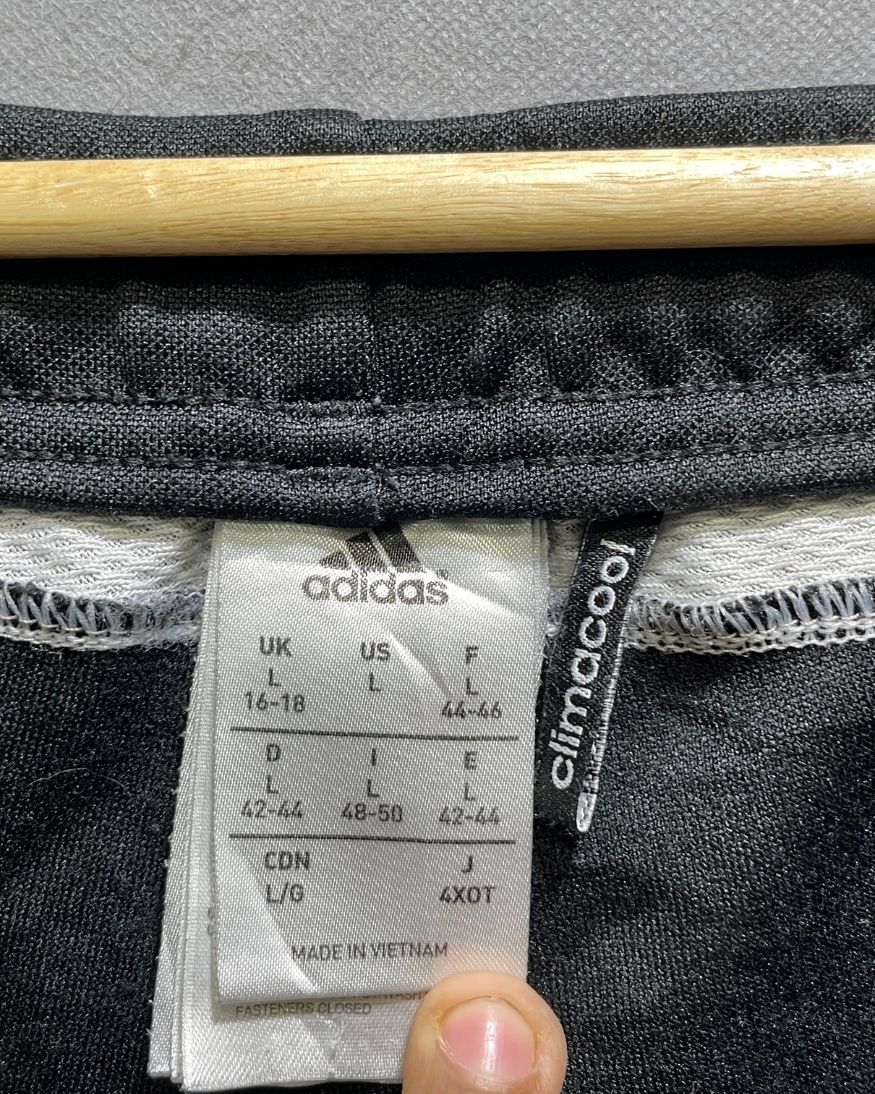 adidas
UK US F
L L L
16-18 44-46
D I E
L L L
42-44 48-50 42-44
CDN J
L/G 4XOT
MADE IN VIETNAM
FASTENERS CLOSED
climacool